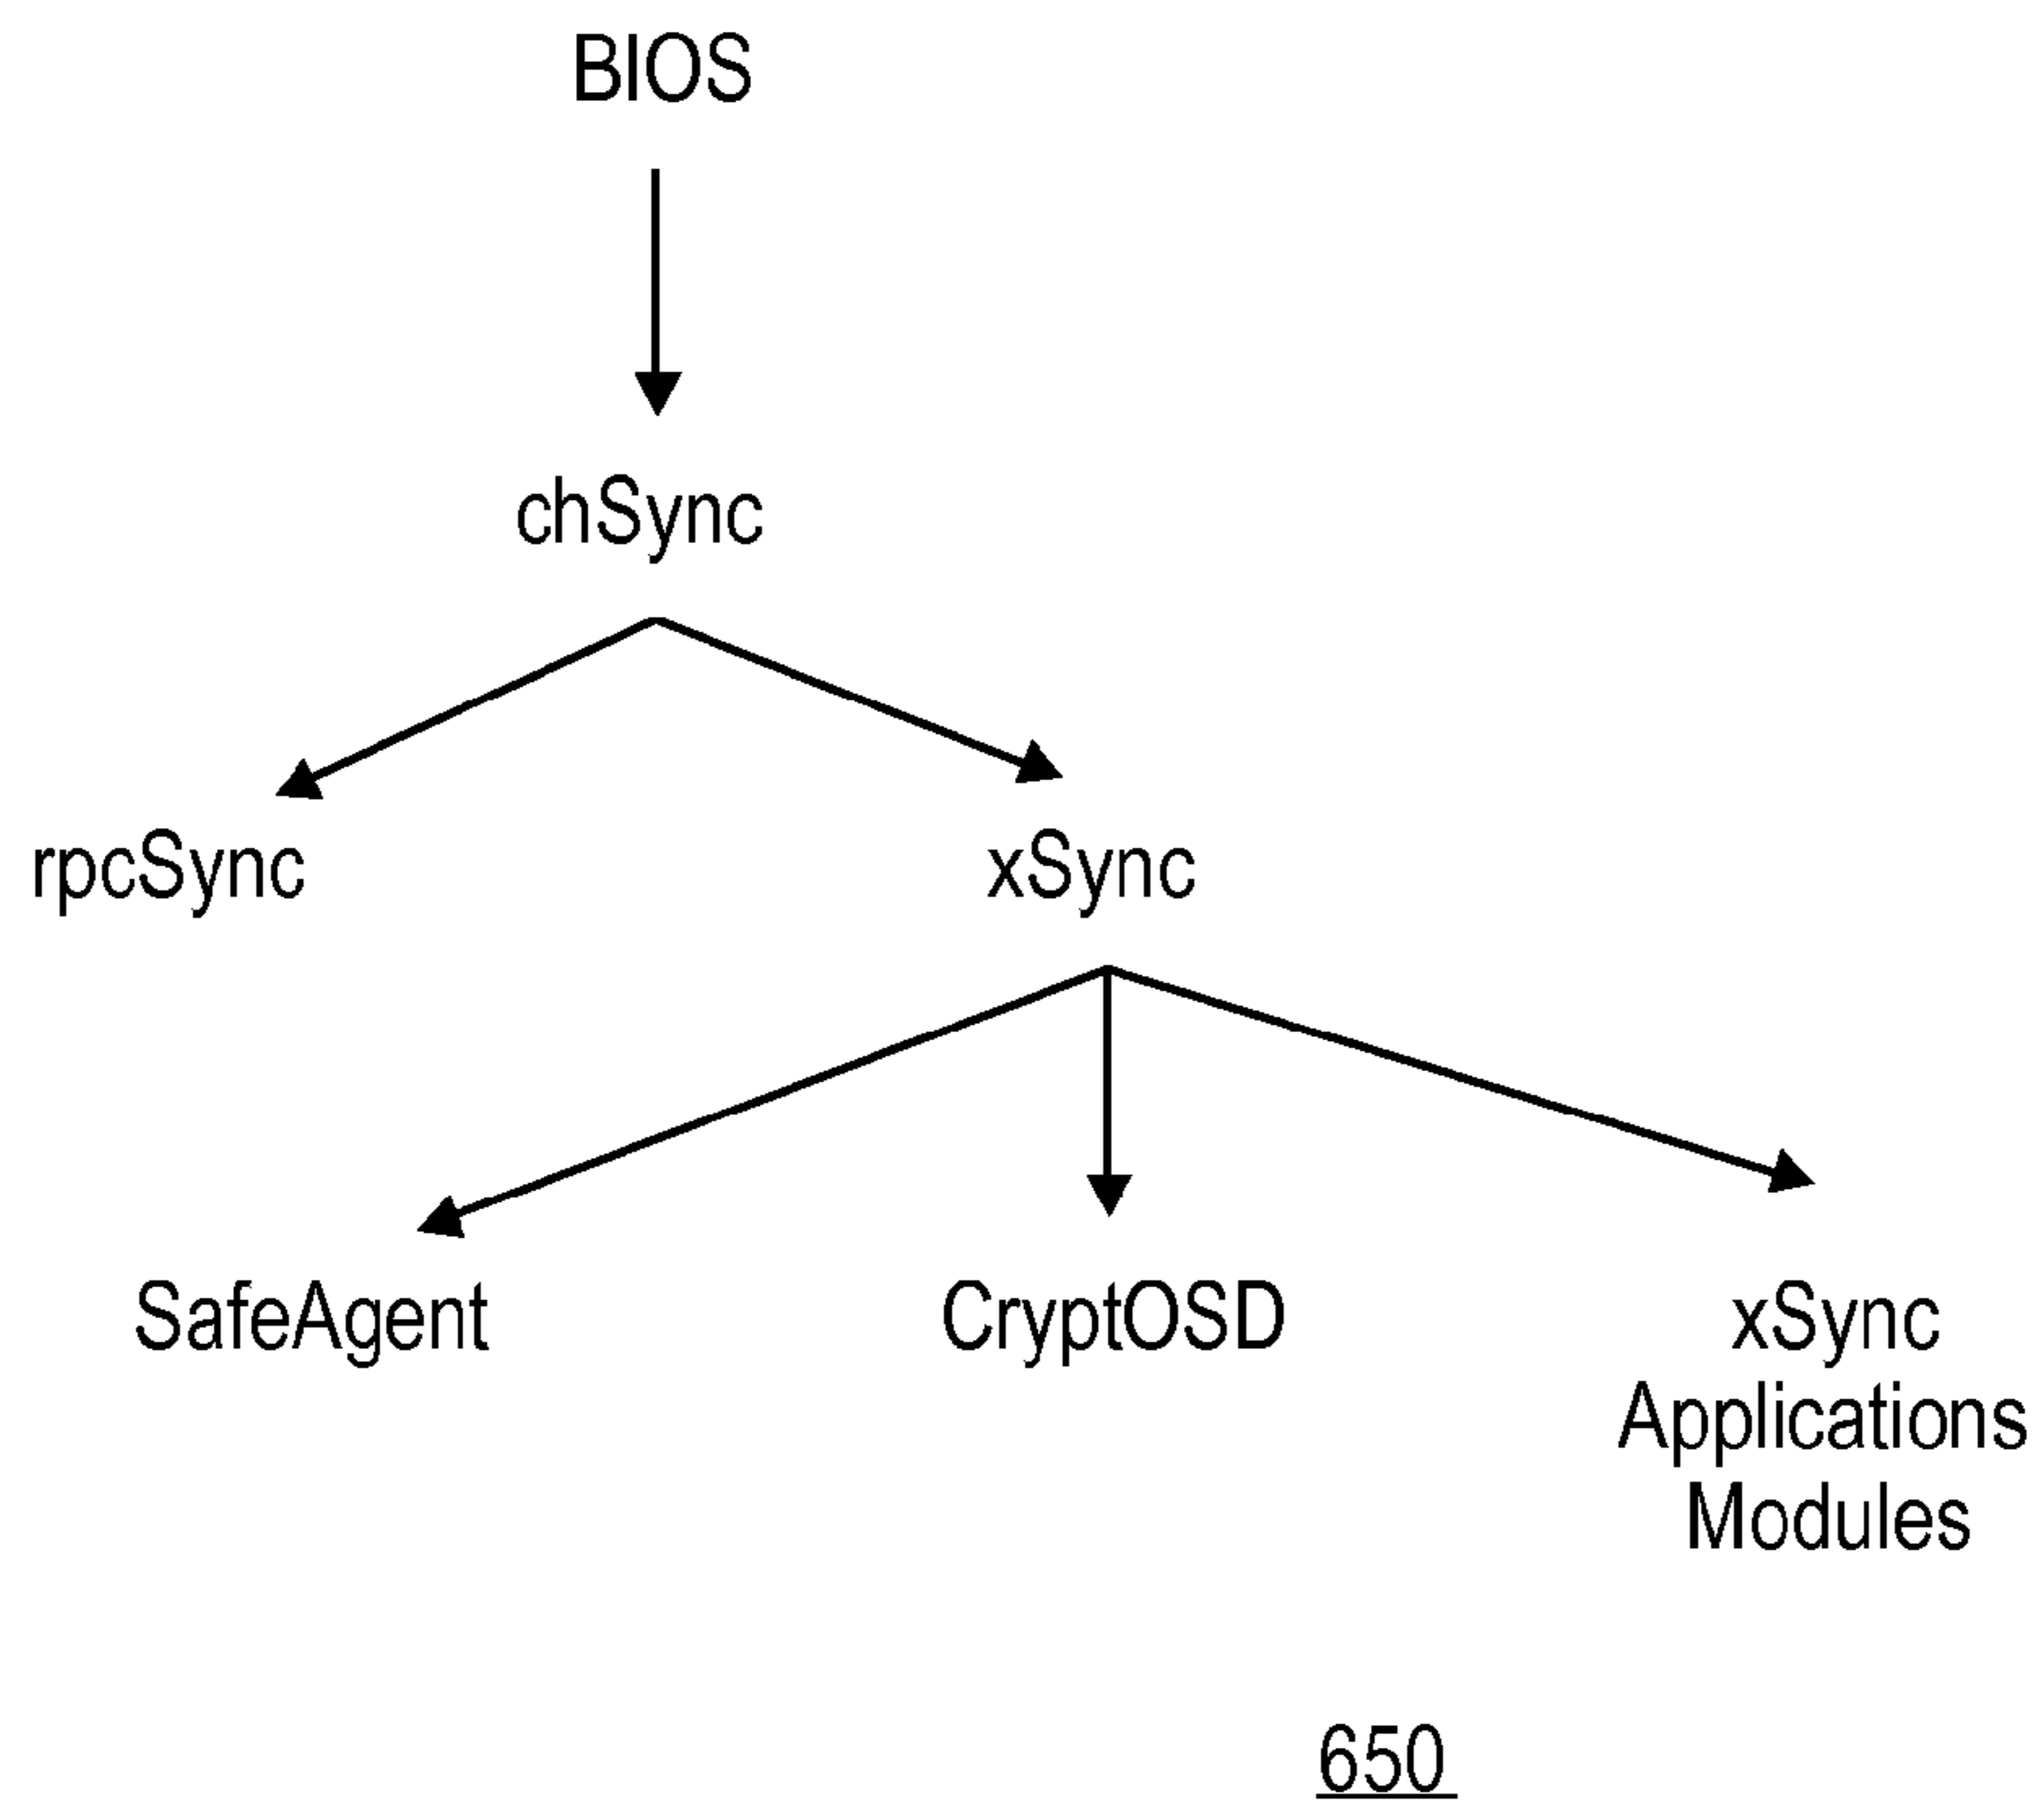 BIOS
chSync
rpcSync
xSync
SafeAgent
CryptOSD
xSync
Applications
Modules
650